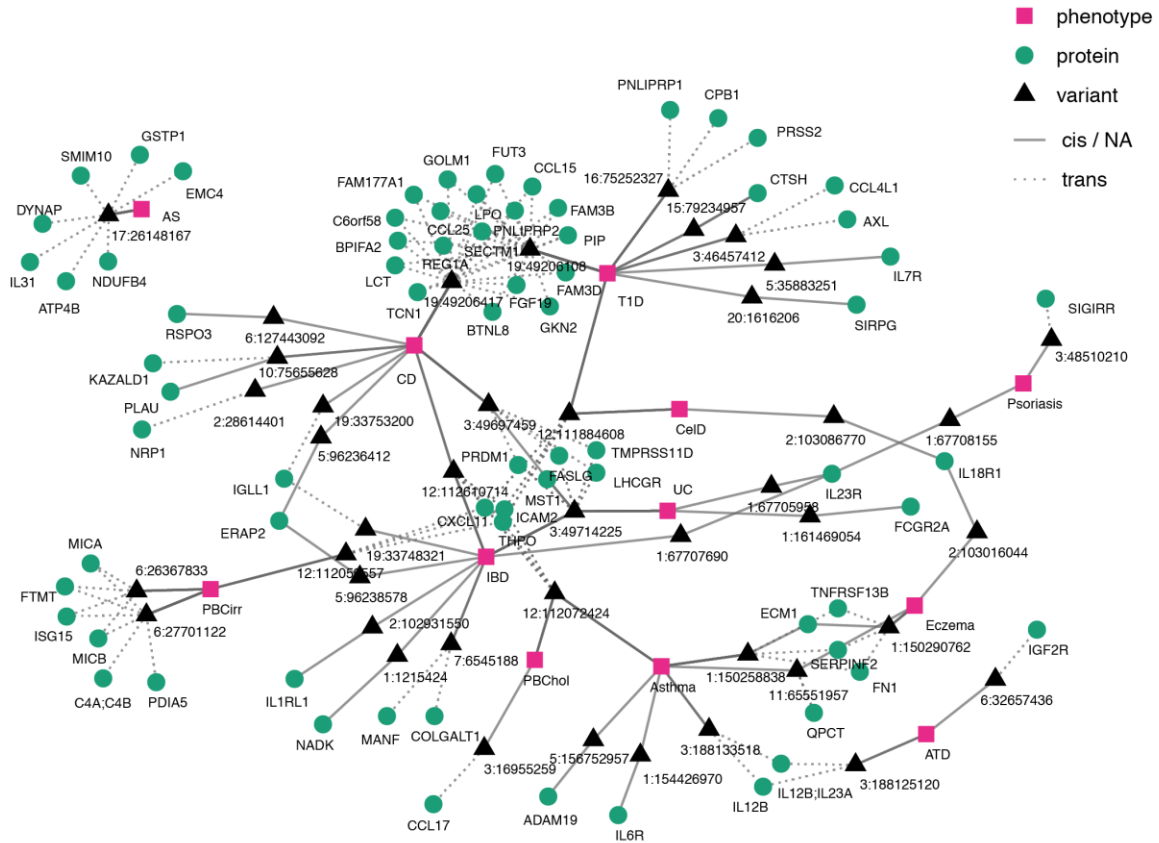 phenotype
protein
variant
cis / NA
trans
PNLIPRP1
CPB1
PRSS2
GSTP1
SMIM10
EMC4
DYNAP
AS
17:26148167
IL31
NDUFB4
ATP4B
FUT3
GOLM1
CCL15
FAM177A1
LPO
FAM3B
C6orf58
CCL25
PNLIPRP2
BPIFA2
SECTM1
PIP
REG1A
19:49206108
LCT
FAM3D
19:49206417
FGF19
TCN1
BTNL8
GKN2
16:75252327
CTSH
15:79234957
CCL4L1
AXL
3:46457412
IL7R
5:35883251
T1D
20:1616206
SIRPG
SIGIRR
3:48510210
Psoriasis
RSPO3
6:127443092
CD
KAZALD1
10:75655628
PLAU
2:28614401
NRP1
19:33753200
5:96236412
3:49697459
12:111884608
CelD
2:103086770
1:67708155
PRDM1
TMPRSS11D
FASLG
LHCGR
IL18R1
IGLL1
12:112610714
MST1
UC
1:67705958
IL23R
CXCL11
ICAM2
3:49714225
1:161469054
FCGR2A
ERAP2
THPO
19:33748321
1:67707690
2:103016044
MICA
6:26367833
12:112059557
IBD
FTMT
PBCirr
5:96238578
ISG15
6:27701122
12:112072424
TNFRSF13B
ECM1
Eczema
MICB
2:102931550
1:150290762
IGF2R
C4A;C4B
PDIA5
1:1215424
7:6545188
PBChol
Asthma
1:150258838
SERPINF2
FN1
11:65551957
6:32657436
IL1RL1
NADK
MANF
COLGALT1
QPCT
ATD
3:16955259
5:156752957
3:188133518
1:154426970
3:188125120
IL12B;IL23A
IL12B
CCL17
ADAM19
IL6R